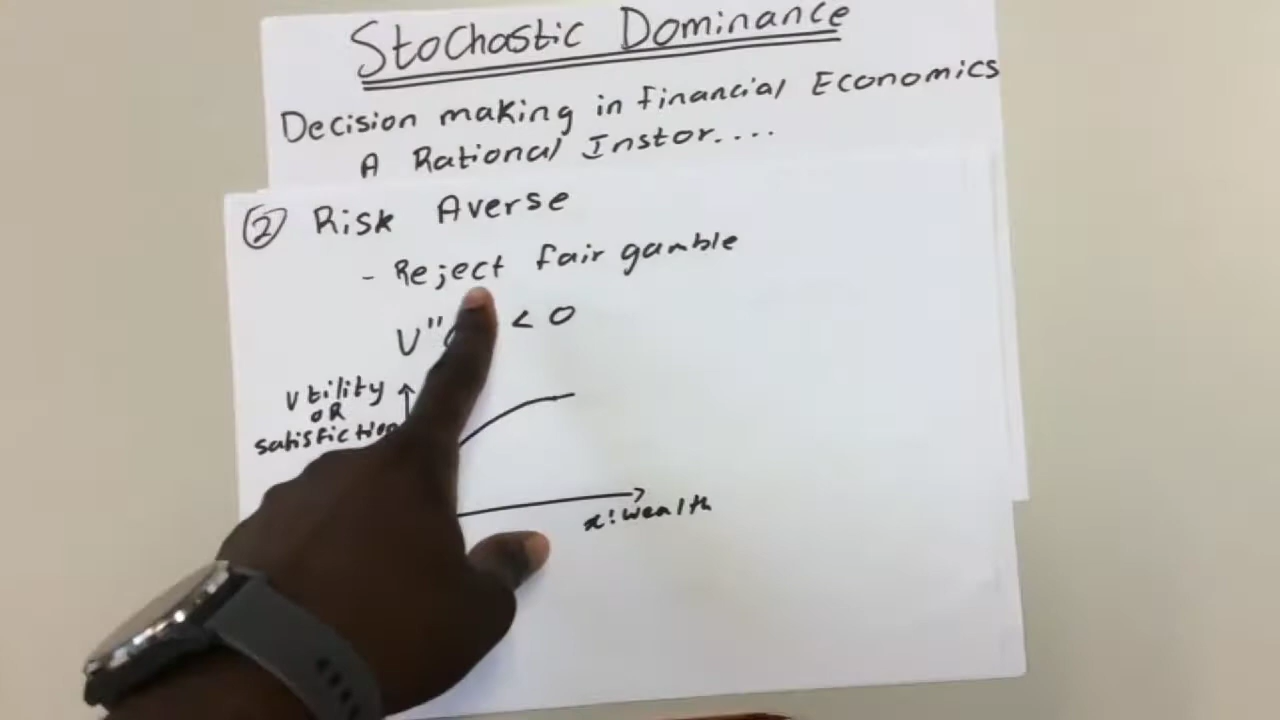 Stochastic Dominance
Decision making in financial Economics
A Rational Instor....
② Risk Averse
- Reject fair gamble
U" < 0
Utility
OR
satisfiction
x: wealth